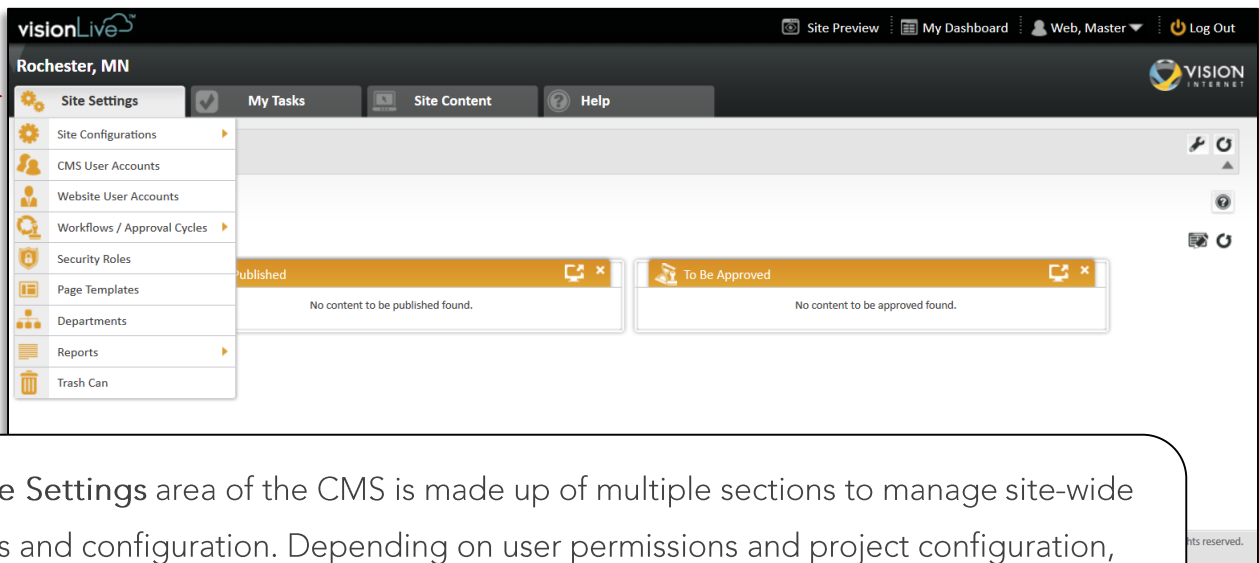 visionLive™
Site Preview My Dashboard Web, Master Log Out
Rochester, MN
VISION
INTERNET
Site Settings My Tasks Site Content Help
Site Configurations
CMS User Accounts
Website User Accounts
Workflows / Approval Cycles
Security Roles
Page Templates
Departments
Reports
Trash Can
Published
No content to be published found.
To Be Approved
No content to be approved found.
e Settings area of the CMS is made up of multiple sections to manage site-wide
s and configuration. Depending on user permissions and project configuration,
hts reserved.